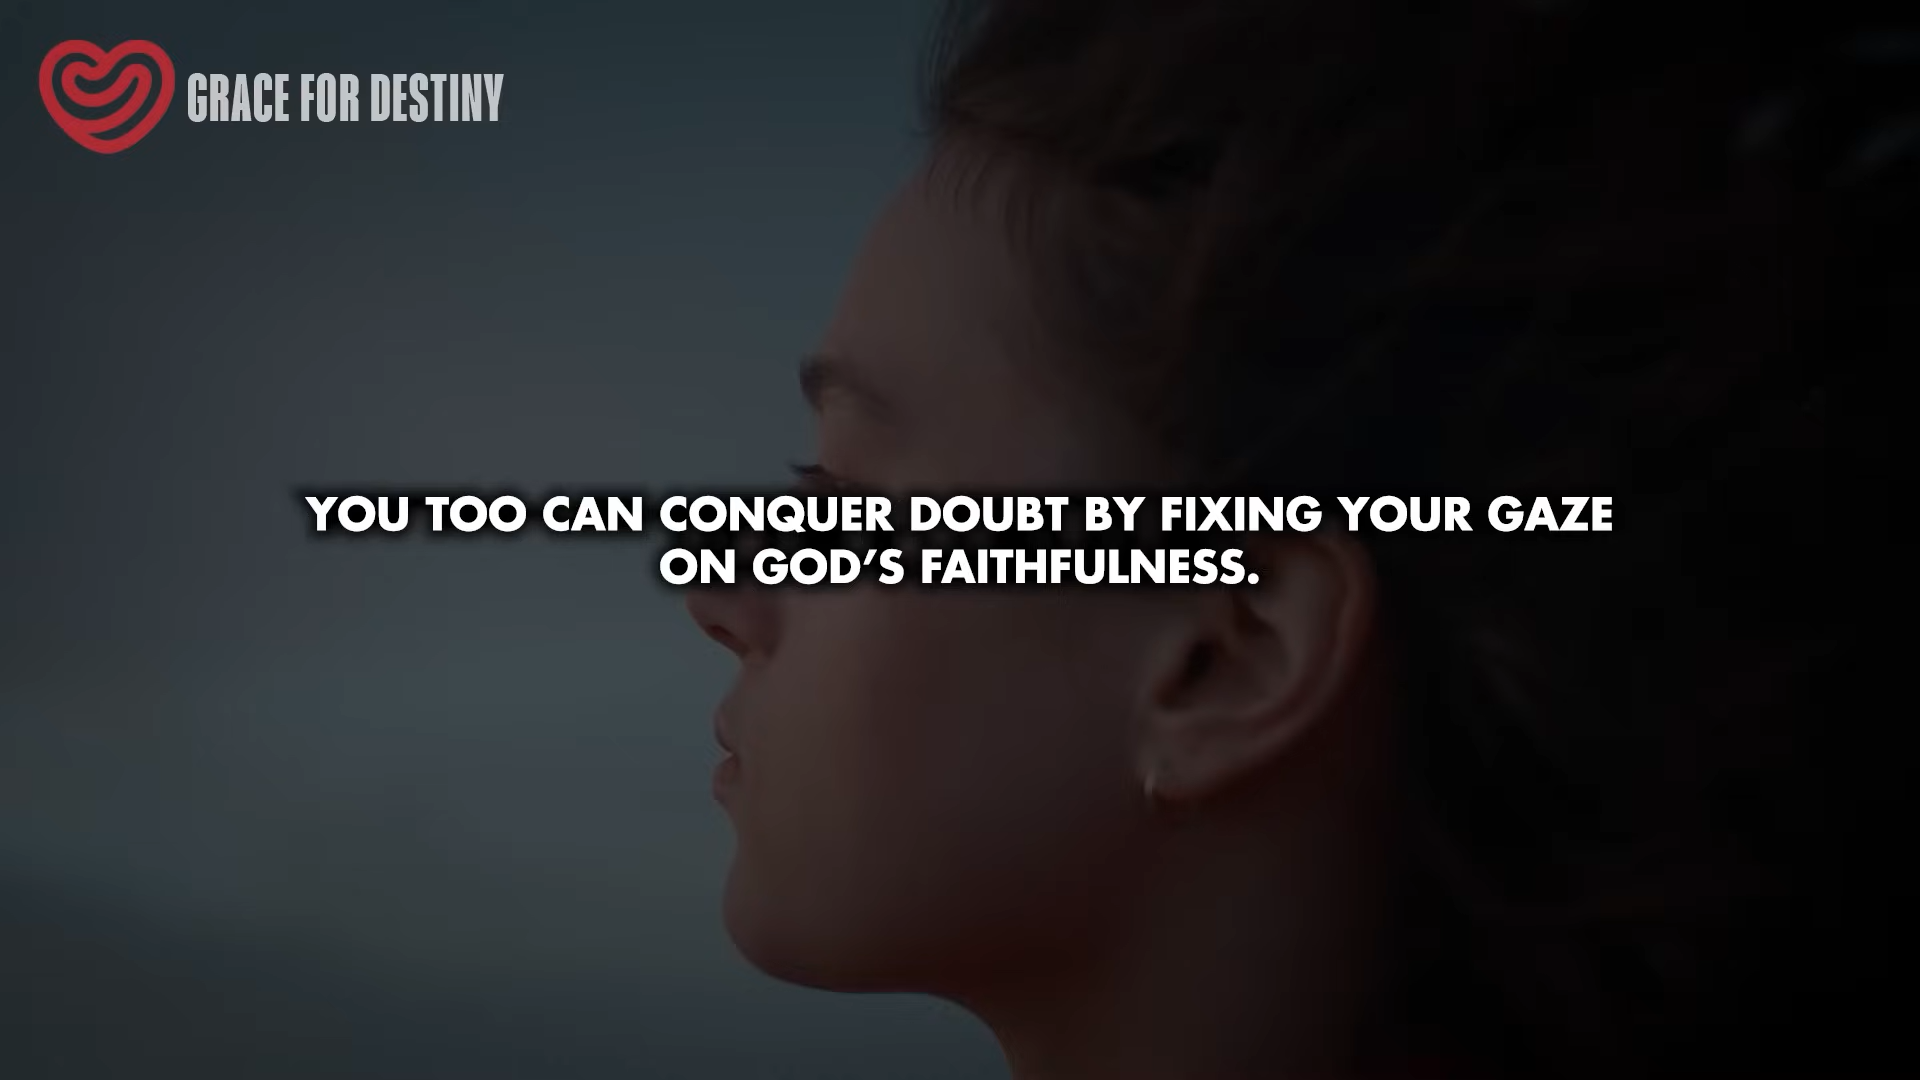 GRACE FOR DESTINY
YOU TOO CAN CONQUER DOUBT BY FIXING YOUR GAZE
ON GOD’S FAITHFULNESS.